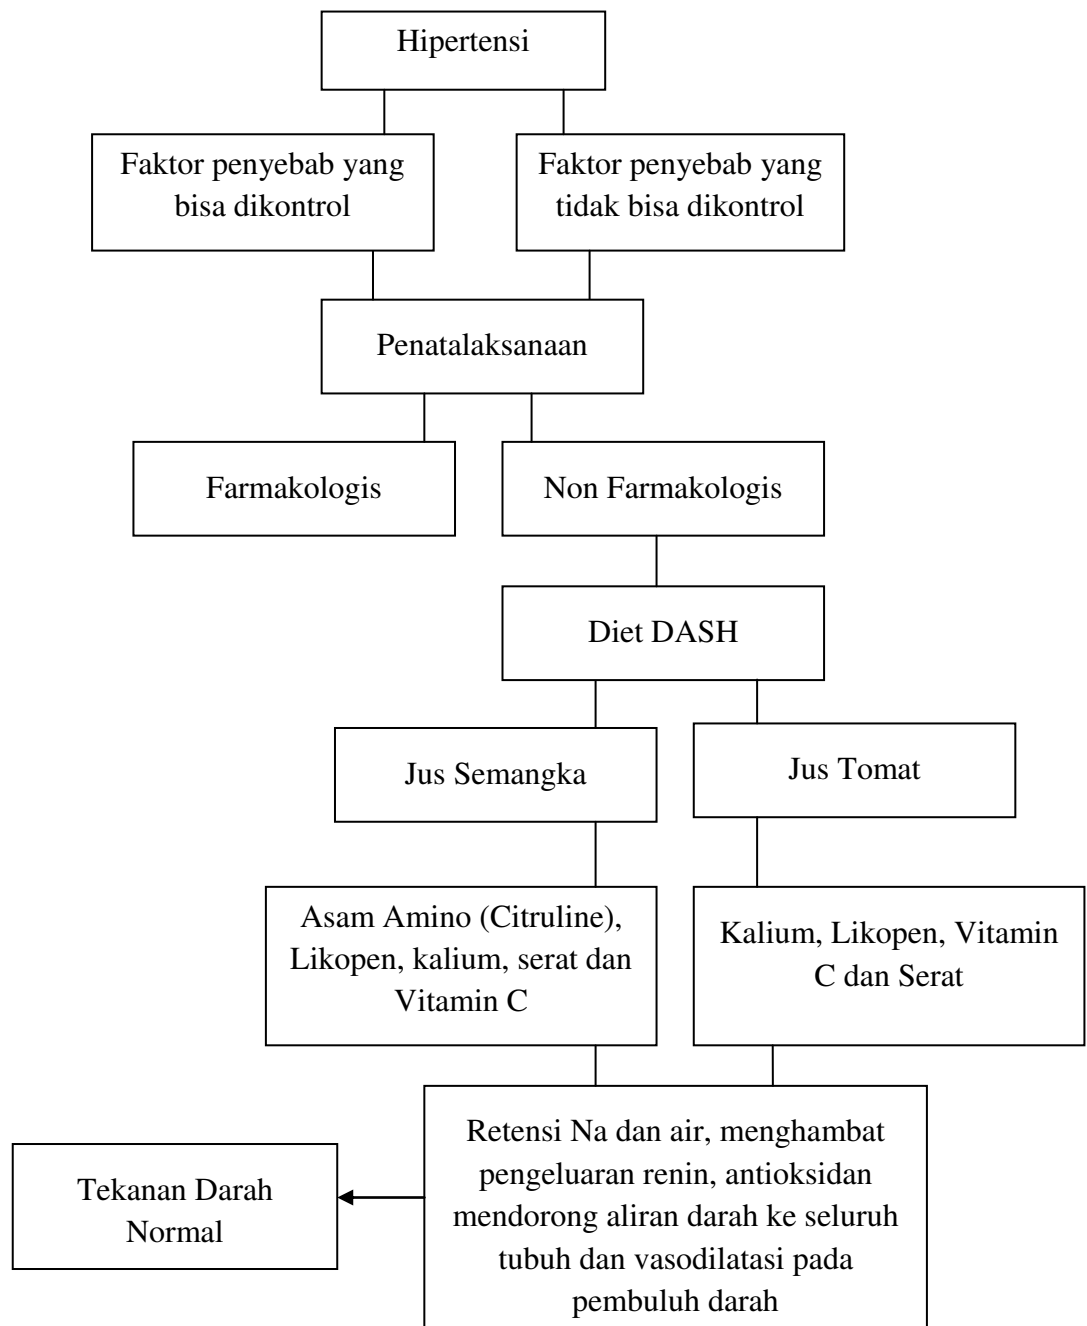 Hipertensi
Faktor penyebab yang
bisa dikontrol
Faktor penyebab yang
tidak bisa dikontrol
Penatalaksanaan
Farmakologis
Non Farmakologis
Diet DASH
Jus Semangka
Jus Tomat
Asam Amino (Citruline),
Likopen, kalium, serat dan
Vitamin C
Kalium, Likopen, Vitamin
C dan Serat
Retensi Na dan air, menghambat
pengeluaran renin, antioksidan
mendorong aliran darah ke seluruh
tubuh dan vasodilatasi pada
pembuluh darah
Tekanan Darah
Normal